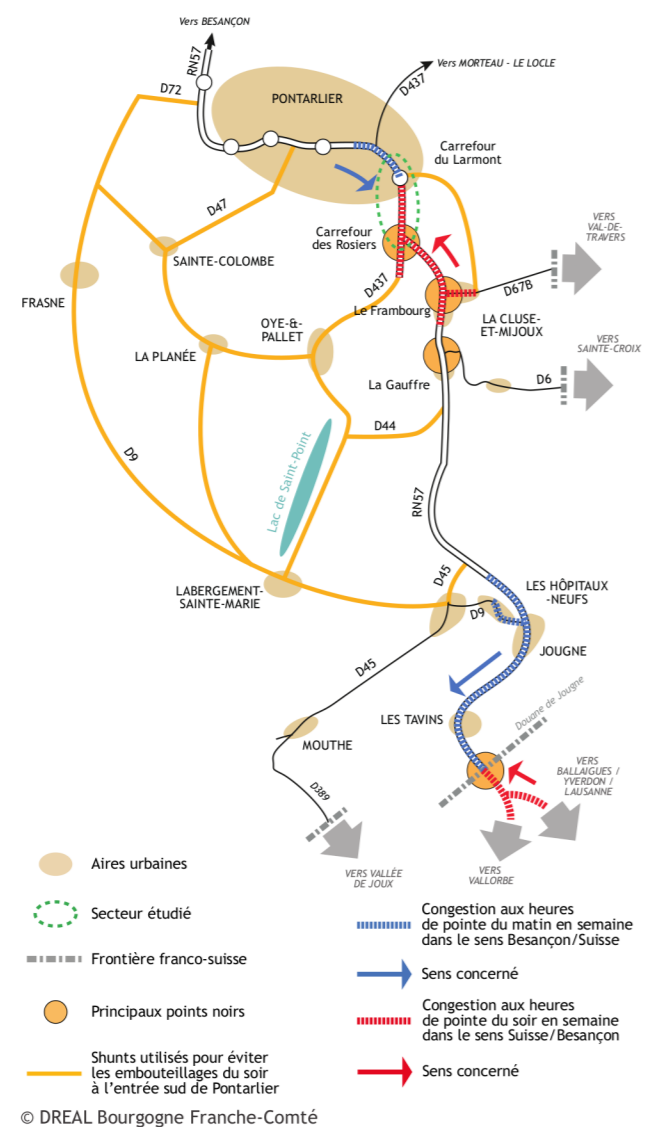 Vers BESANÇON
RN57
Vers MORTEAU - LE LOCLE
D72
D437
PONTARLIER
Carrefour
du Larmont
D47
VERS
VAL-DE-
TRAVERS
Carrefour
des Rosiers
SAINTE-COLOMBE
D67B
D437
FRASNE
Le Frambourg
LA CLUSE-
ET-MIJOUX
OYE-&-
PALLET
VERS
SAINTE-CROIX
LA PLANÉE
La Gauffre
D6
D44
D9
Lac de Saint-Point
RN57
D45
LES HÔPITAUX
-NEUFS
LABERGEMENT-
SAINTE-MARIE
D9
JOUGNE
D45
Douane de Jougne
LES TAVINS
MOUTHE
VERS
BALLAIGUES /
YVERDON /
LAUSANNE
D389
VERS VALLÉE
DE JOUX
VERS
VALLORBE
Aires urbaines
Secteur étudié
Frontière franco-suisse
Principaux points noirs
Shunts utilisés pour éviter
les embouteillages du soir
à l'entrée sud de Pontarlier
Congestion aux heures
de pointe du matin en semaine
dans le sens Besançon/Suisse
Sens concerné
Congestion aux heures
de pointe du soir en semaine
dans le sens Suisse/Besançon
Sens concerné
© DREAL Bourgogne Franche-Comté